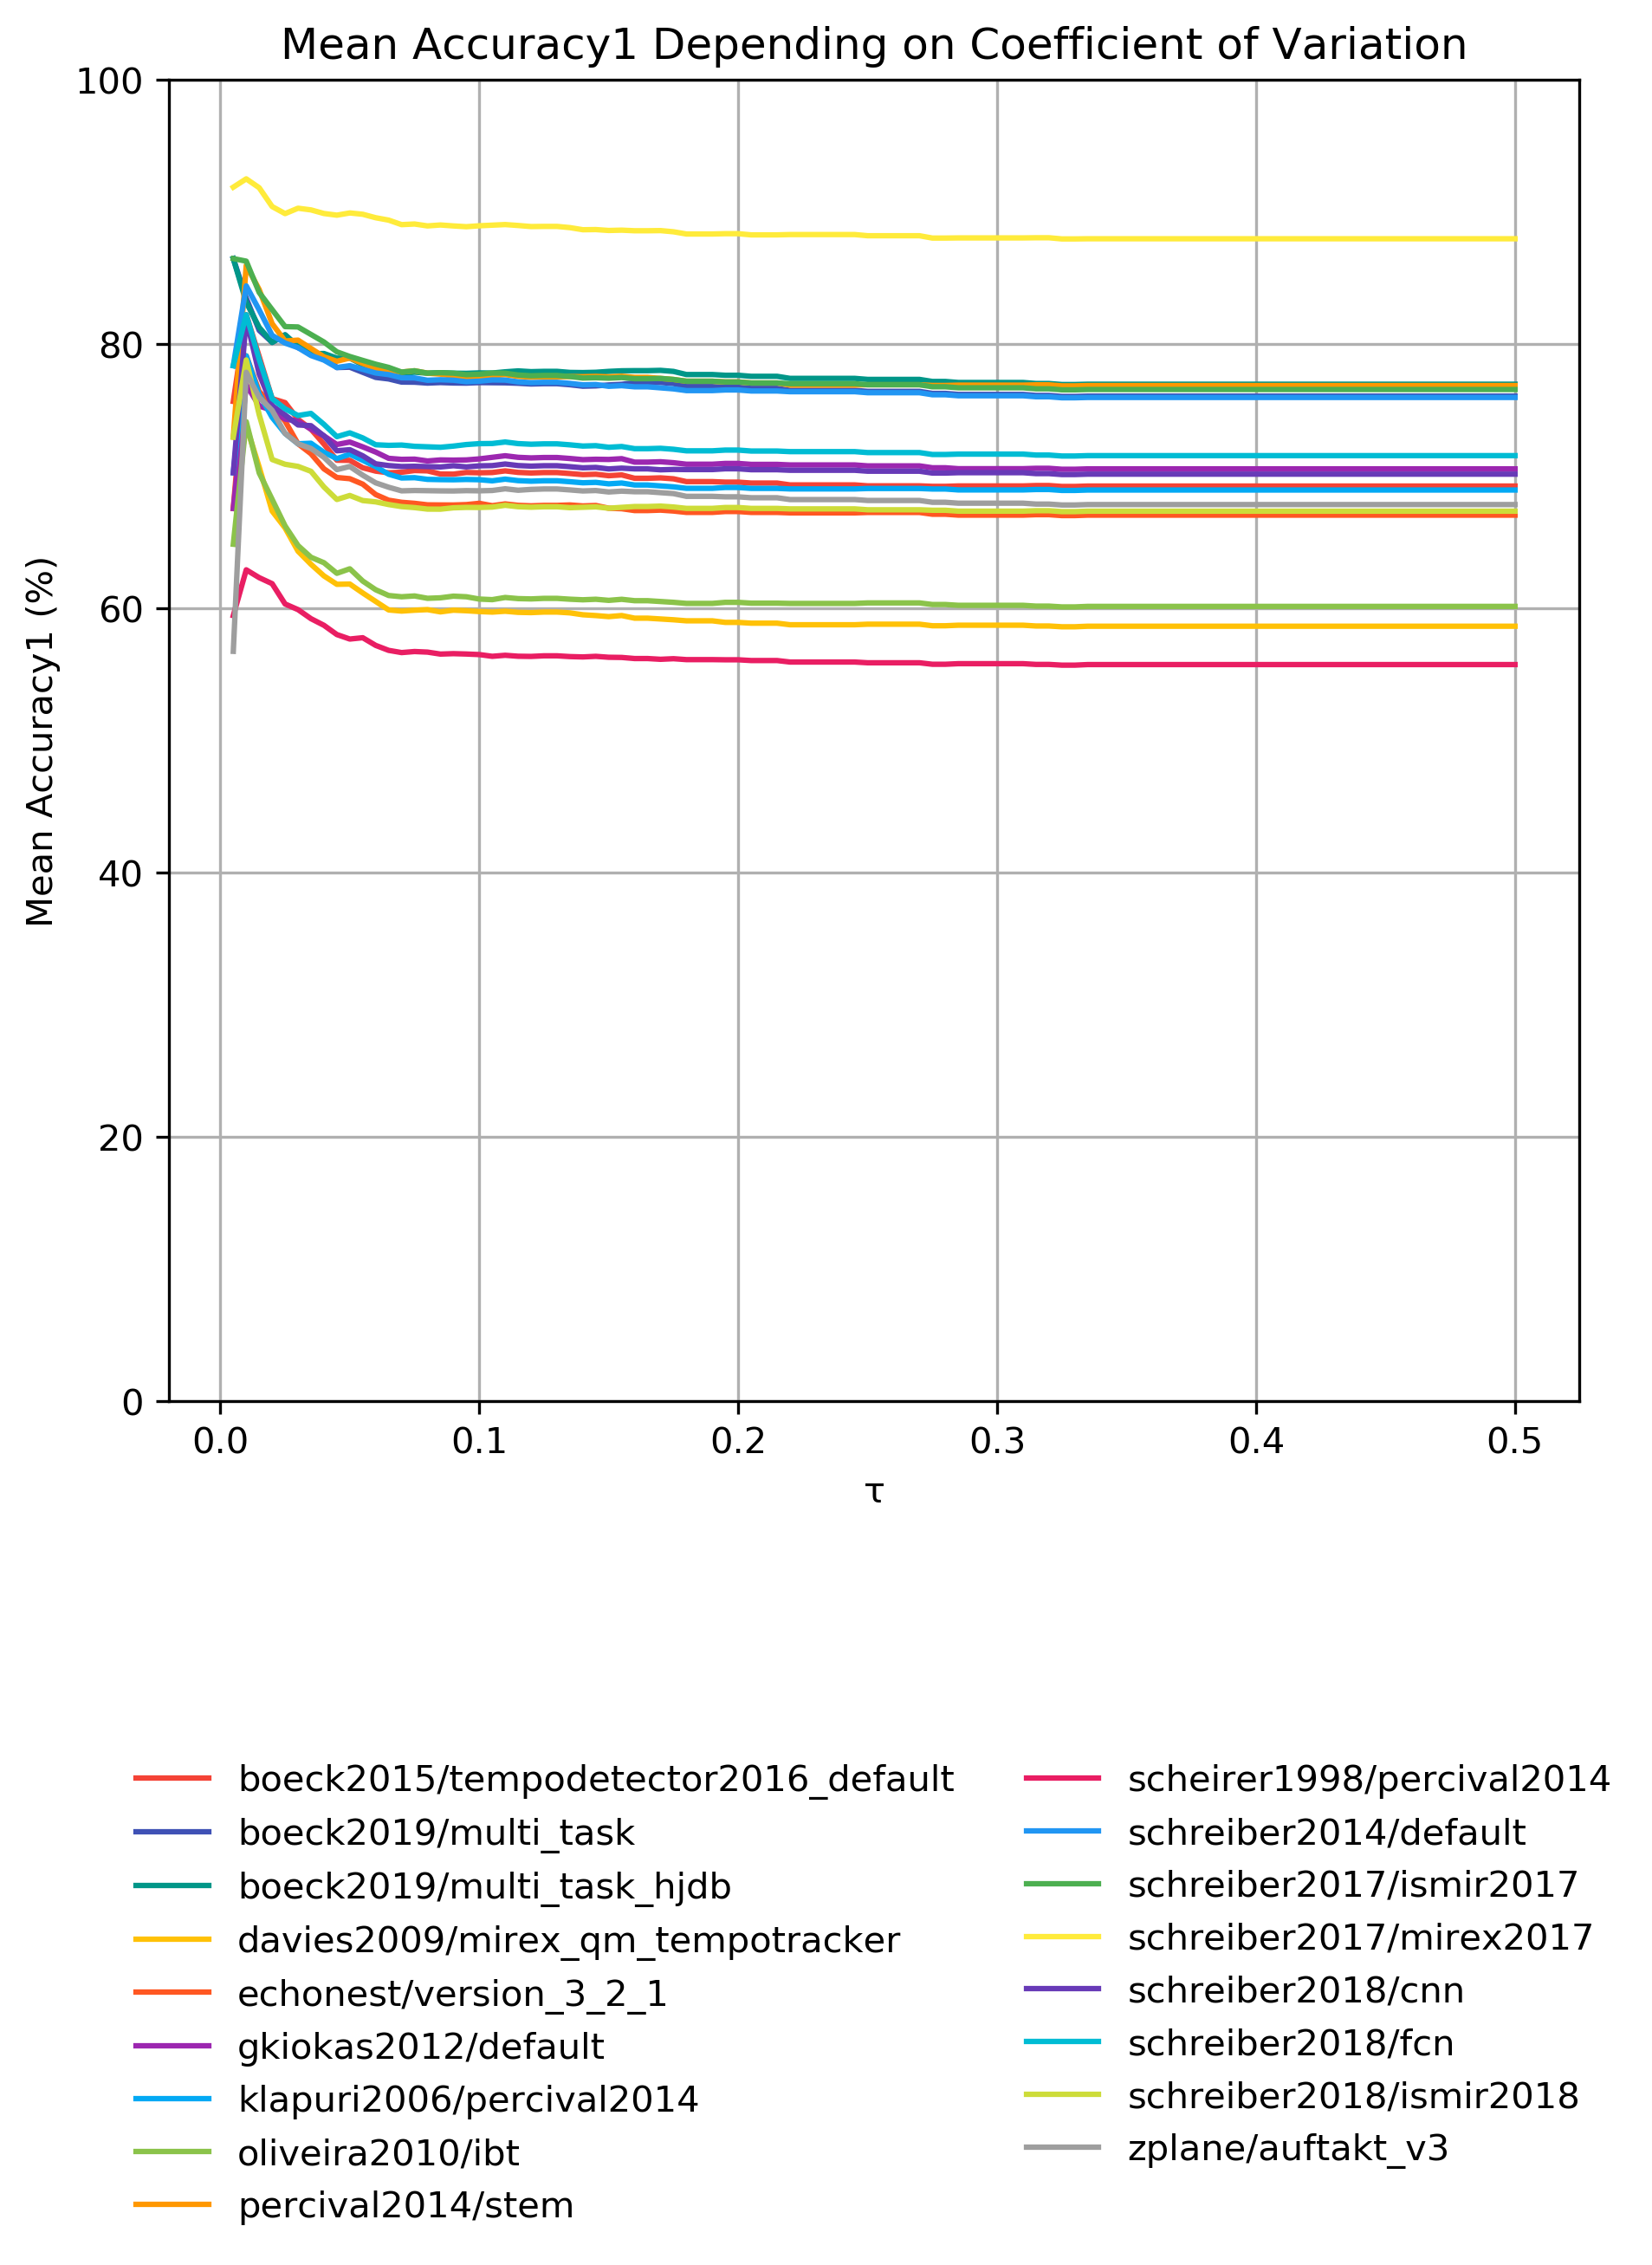 Mean Accuracy1 Depending on Coefficient of Variation
100
80
60
40
20
0
Mean Accuracy1 (%)
0.0 0.1 0.2 0.3 0.4 0.5
τ
boeck2015/tempodetector2016_default
boeck2019/multi_task
boeck2019/multi_task_hjdb
davies2009/mirex_qm_tempotracker
echonest/version_3_2_1
gkiokas2012/default
klapuri2006/percival2014
oliveira2010/ibt
percival2014/stem
scheirer1998/percival2014
schreiber2014/default
schreiber2017/ismir2017
schreiber2017/mirex2017
schreiber2018/cnn
schreiber2018/fcn
schreiber2018/ismir2018
zplane/auftakt_v3